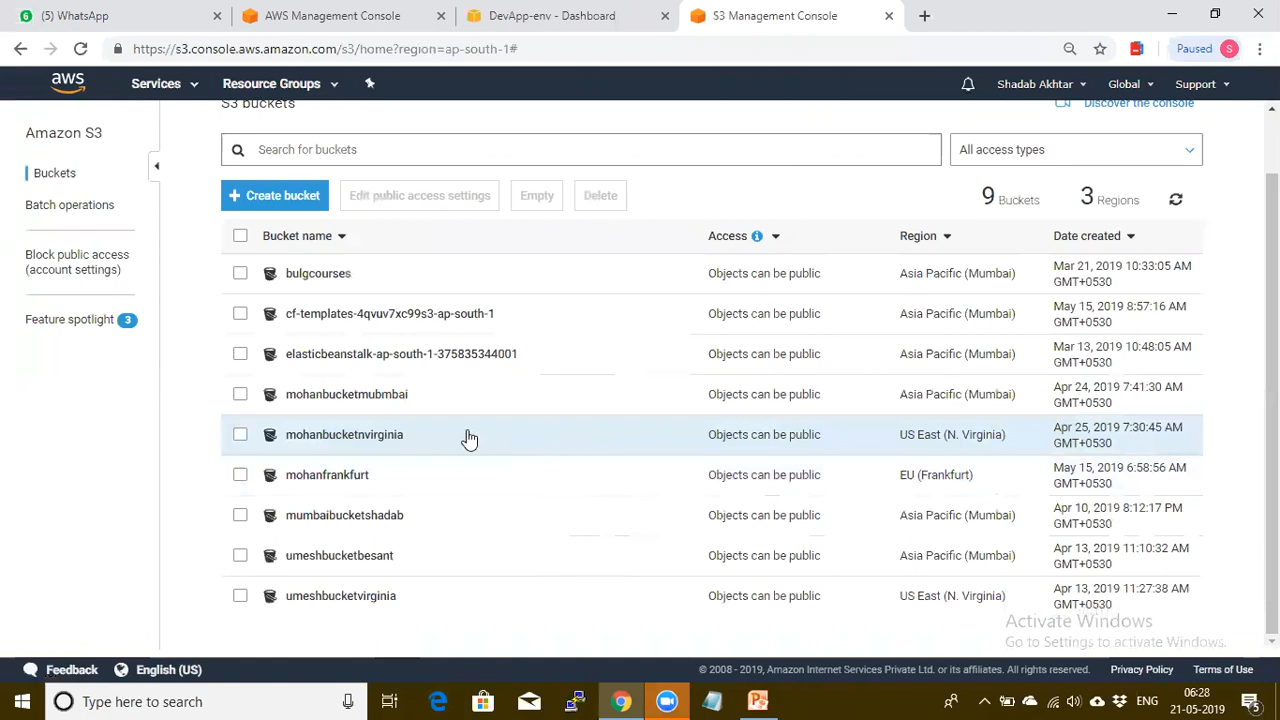 (5) WhatsApp
AWS Management Console
DevApp-env - Dashboard
S3 Management Console
https://s3.console.aws.amazon.com/s3/home?region=ap-south-1#
Paused S
aws Services Resource Groups Shadab Akhtar Global Support
S3 buckets Discover the console
Amazon S3
Buckets
Batch operations
Block public access
(account settings)
Feature spotlight 3
Search for buckets All access types
+ Create bucket Edit public access settings Empty Delete 9 Buckets 3 Regions
Bucket name Access Region Date created
bulgcourses Objects can be public Asia Pacific (Mumbai) Mar 21, 2019 10:33:05 AM
GMT+0530
cf-templates-4qvuv7xc99s3-ap-south-1 Objects can be public Asia Pacific (Mumbai) May 15, 2019 8:57:16 AM
GMT+0530
elasticbeanstalk-ap-south-1-375835344001 Objects can be public Asia Pacific (Mumbai) Mar 13, 2019 10:48:05 AM
GMT+0530
mohanbucketmubmbai Objects can be public Asia Pacific (Mumbai) Apr 24, 2019 7:41:30 AM
GMT+0530
mohanbucketnvirginia Objects can be public US East (N. Virginia) Apr 25, 2019 7:30:45 AM
GMT+0530
mohanfrankfurt Objects can be public EU (Frankfurt) May 15, 2019 6:58:56 AM
GMT+0530
mumbaibucketshadab Objects can be public Asia Pacific (Mumbai) Apr 10, 2019 8:12:17 PM
GMT+0530
umeshbucketbesant Objects can be public Asia Pacific (Mumbai) Apr 13, 2019 11:10:32 AM
GMT+0530
umeshbucketvirginia Objects can be public US East (N. Virginia) Apr 13, 2019 11:27:38 AM
GMT+0530
Activate Windows
Go to Settings to activate Windows.
Feedback English (US) © 2008 - 2019, Amazon Internet Services Private Ltd. or its affiliates. All rights reserved. Privacy Policy Terms of Use
Type here to search ENG 06:28
21-05-2019 5